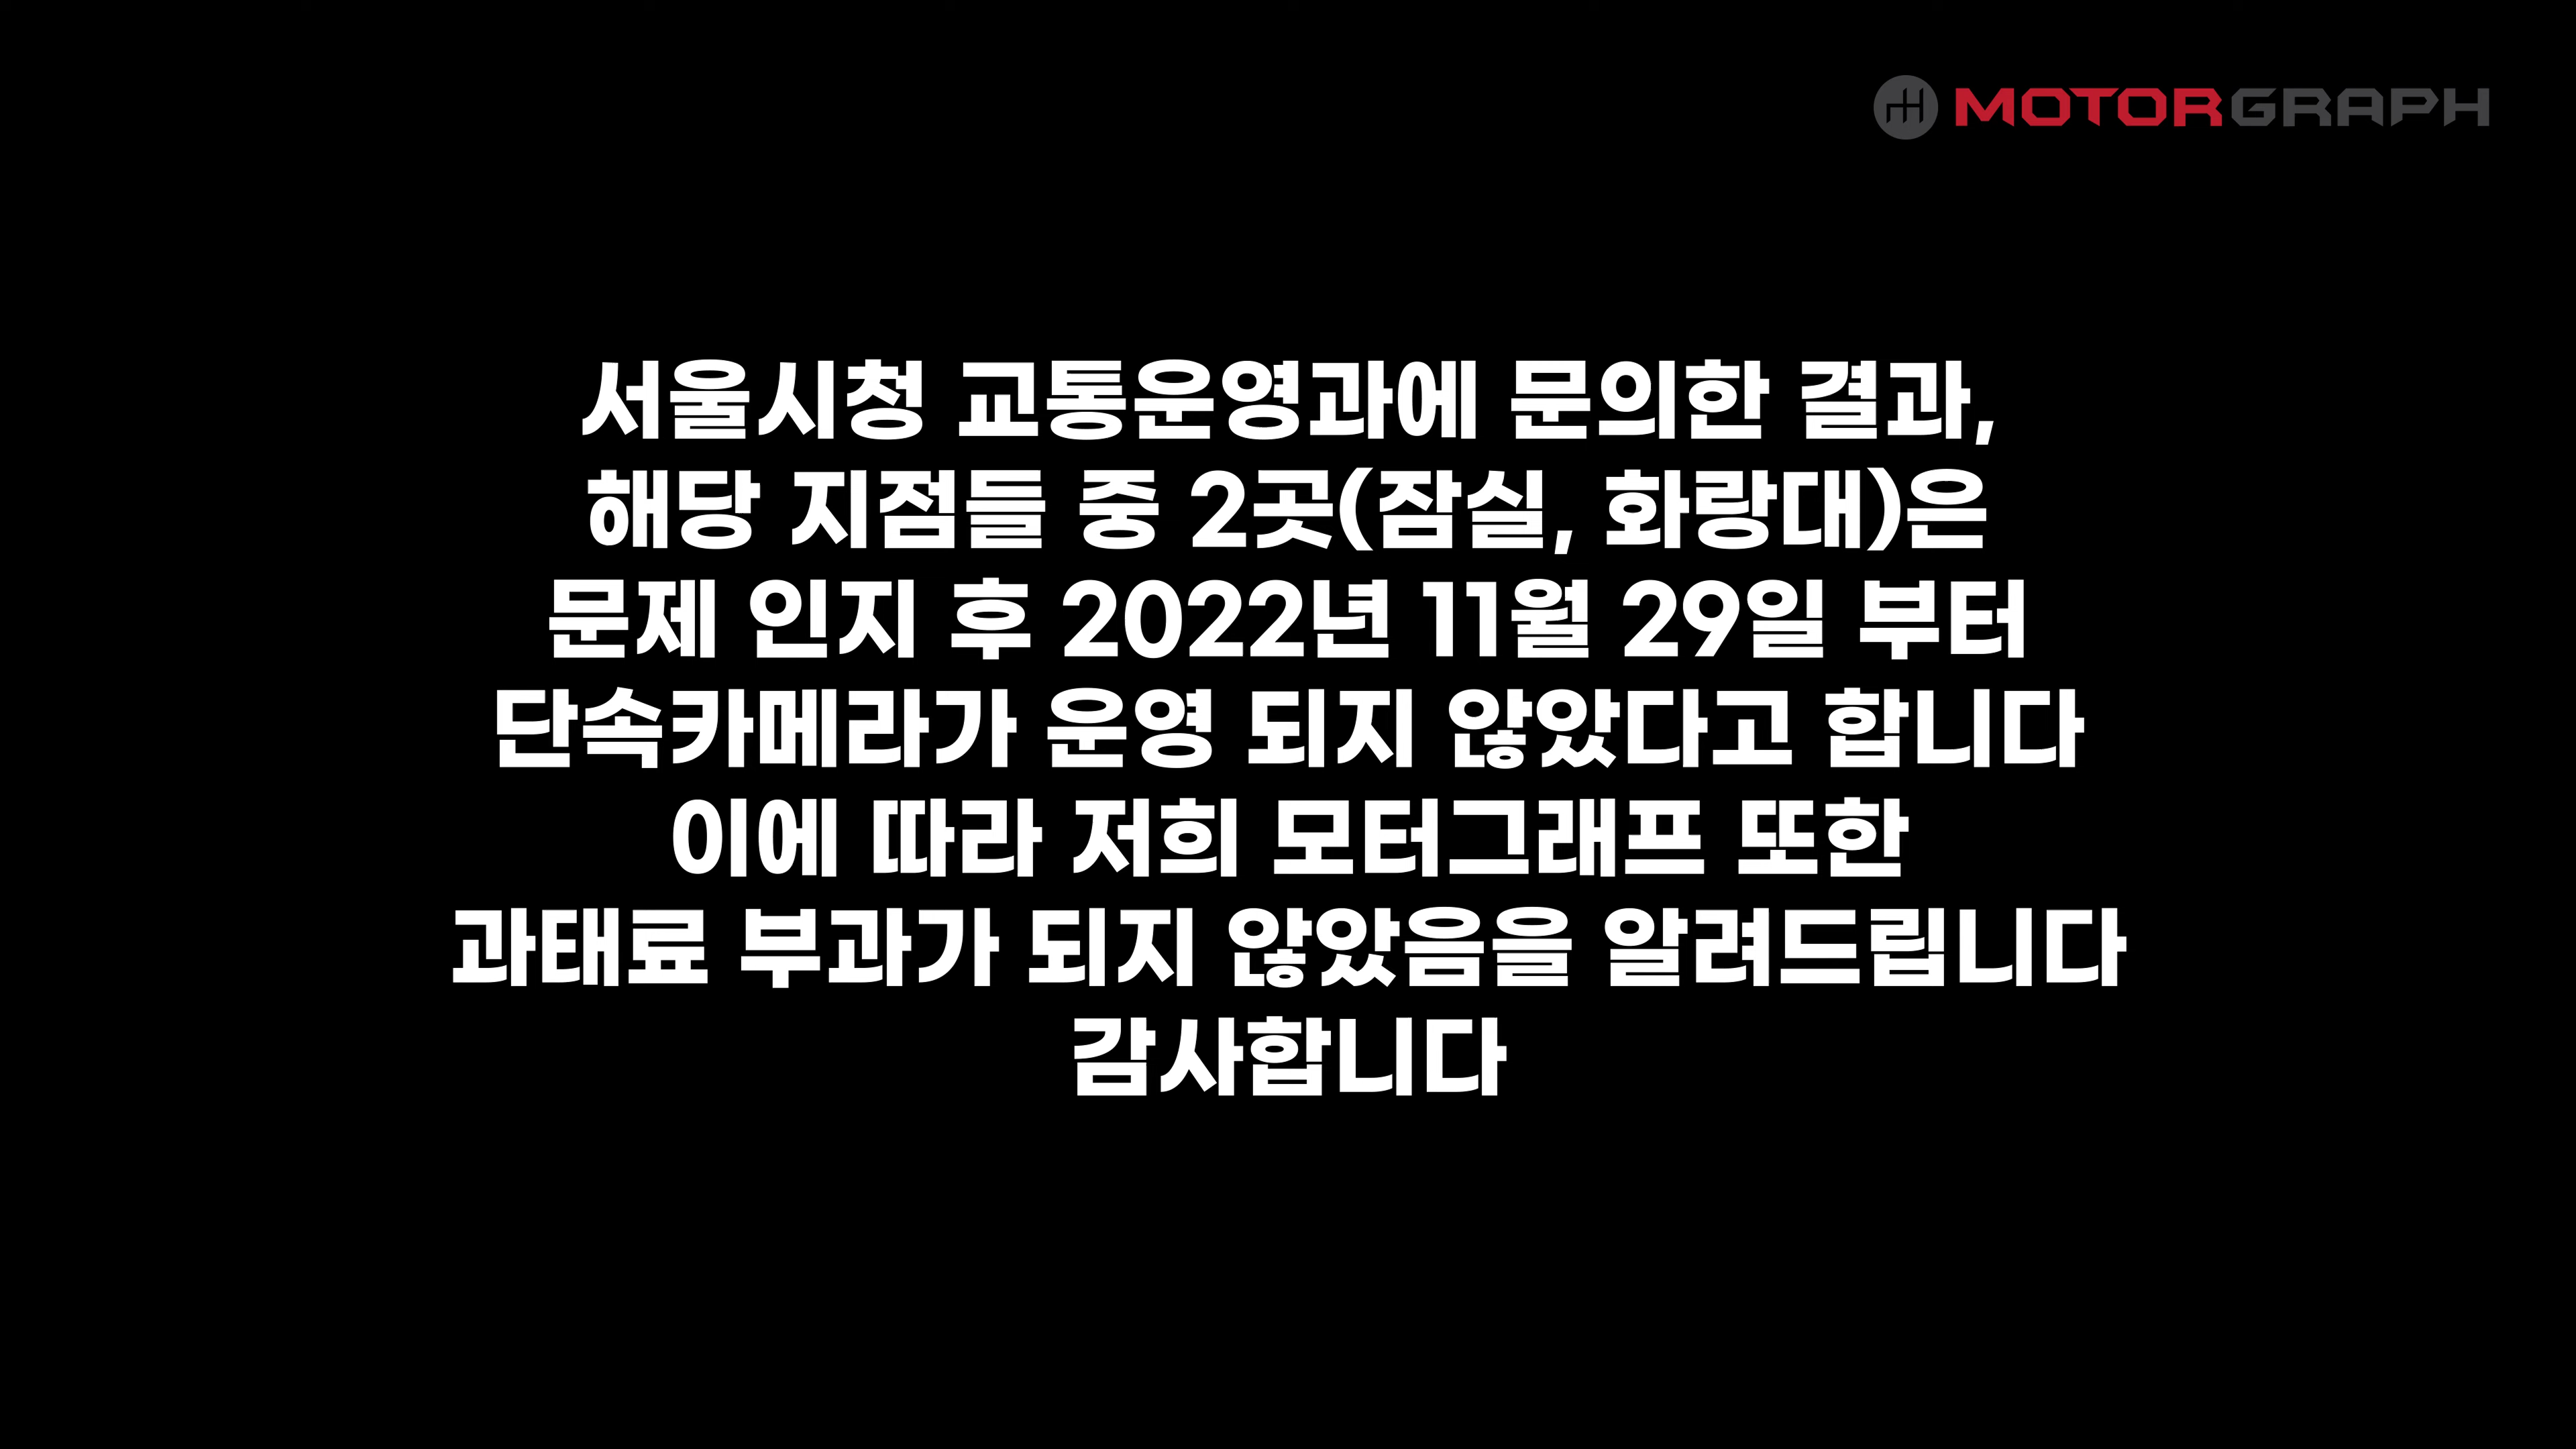 MOTORGRAPH
서울시청 교통운영과에 문의한 결과,
해당 지점들 중 2곳(잠실, 화랑대)은
문제 인지 후 2022년 11월 29일 부터
단속카메라가 운영 되지 않았다고 합니다
이에 따라 저희 모터그래프 또한
과태료 부과가 되지 않았음을 알려드립니다
감사합니다